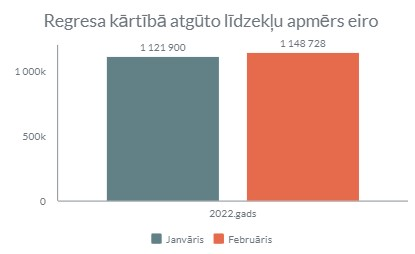 Regresa kārtībā atgūto līdzekļu apmērs eiro
1 121 900
1 148 728
1 000k
500k
0
2022.gads
Janvāris Februāris